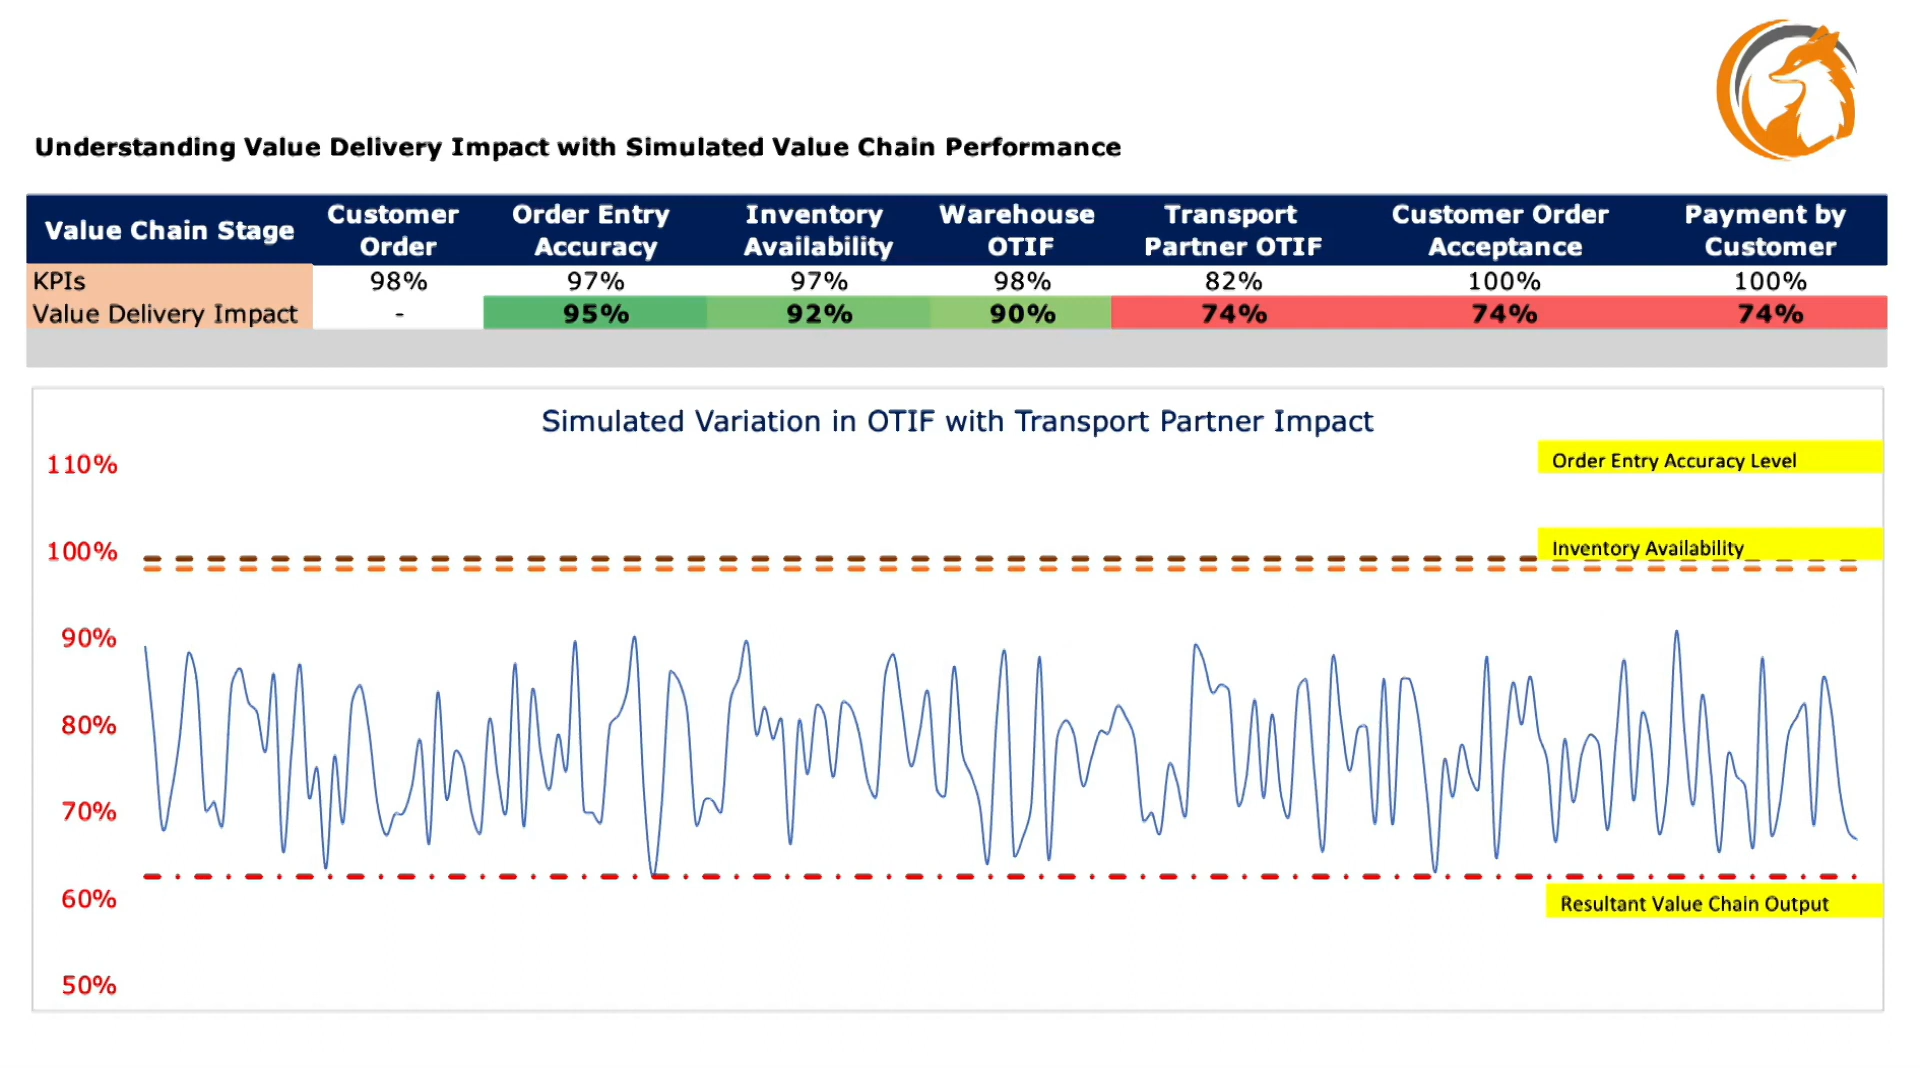 Understanding Value Delivery Impact with Simulated Value Chain Performance
Value Chain Stage
Customer Order
Order Entry Accuracy
Inventory Availability
Warehouse OTIF
Transport Partner OTIF
Customer Order Acceptance
Payment by Customer
KPIs 98% 97% 97% 98% 82% 100% 100%
Value Delivery Impact - 95% 92% 90% 74% 74% 74%
Simulated Variation in OTIF with Transport Partner Impact
110%
Order Entry Accuracy Level
100%
Inventory Availability
90%
80%
70%
60%
Resultant Value Chain Output
50%